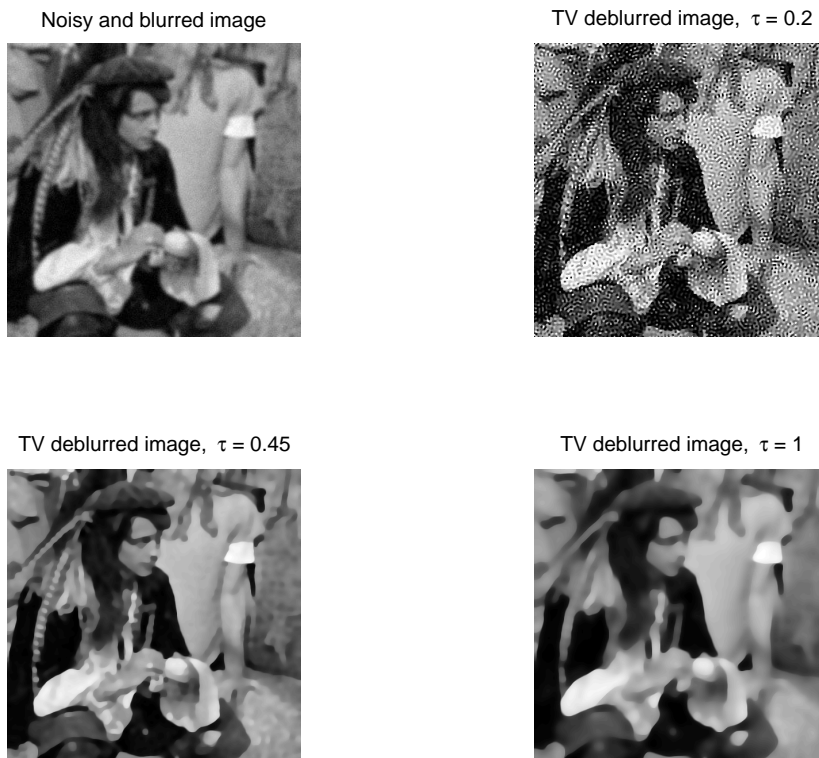 Noisy and blurred image
TV deblurred image, τ = 0.2
TV deblurred image, τ = 0.45
TV deblurred image, τ = 1